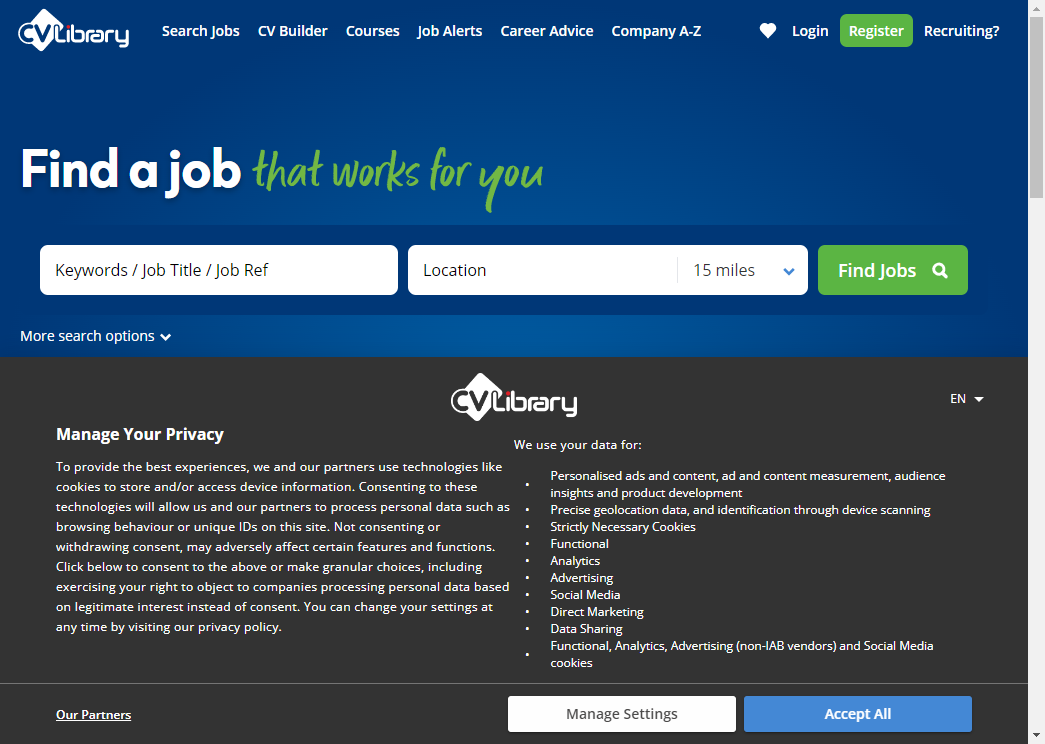 CVLibrary
Search Jobs CV Builder Courses Job Alerts Career Advice Company A-Z Login Register Recruiting?
Find a job that works for you
Keywords / Job Title / Job Ref Location 15 miles Find Jobs
More search options
CVLibrary
EN
Manage Your Privacy
To provide the best experiences, we and our partners use technologies like
cookies to store and/or access device information. Consenting to these
technologies will allow us and our partners to process personal data such as
browsing behaviour or unique IDs on this site. Not consenting or
withdrawing consent, may adversely affect certain features and functions.
Click below to consent to the above or make granular choices, including
exercising your right to object to companies processing personal data based
on legitimate interest instead of consent. You can change your settings at
any time by visiting our privacy policy.
We use your data for:
• Personalised ads and content, ad and content measurement, audience
insights and product development
• Precise geolocation data, and identification through device scanning
• Strictly Necessary Cookies
• Functional
• Analytics
• Advertising
• Social Media
• Direct Marketing
• Data Sharing
• Functional, Analytics, Advertising (non-IAB vendors) and Social Media
cookies
Our Partners Manage Settings Accept All